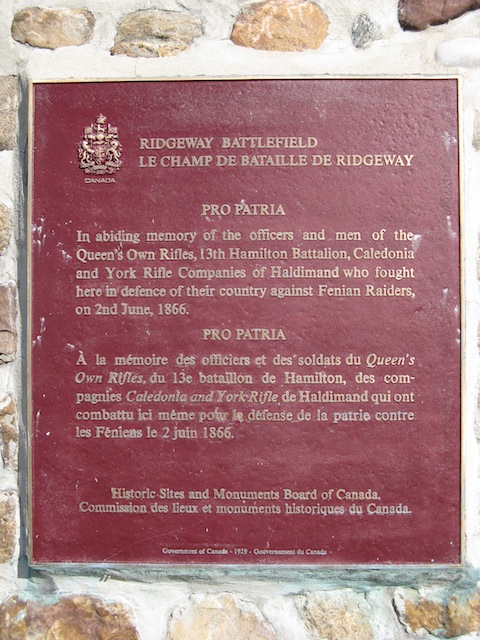 CANADA
RIDGEWAY BATTLEFIELD
LE CHAMP DE BATAILLE DE RIDGEWAY
PRO PATRIA
In abiding memory of the officers and men of the
Queen's Own Rifles, 13th Hamilton Battalion, Caledonia
and York Rifle Companies of Haldimand who fought
here in defence of their country against Fenian Raiders,
on 2nd June, 1866.
PRO PATRIA
À la mémoire des officiers et des soldats du Queen's
Own Rifles, du 13e bataillon de Hamilton, des com-
pagnies Caledonia and York Rifle de Haldimand qui ont
combattu ici même pour la défense de la patrie contre
les Féniens le 2 juin 1866.
Historic Sites and Monuments Board of Canada.
Commission des lieux et monuments historiques du Canada.
Government of Canada - 1929 - Gouvernement du Canada